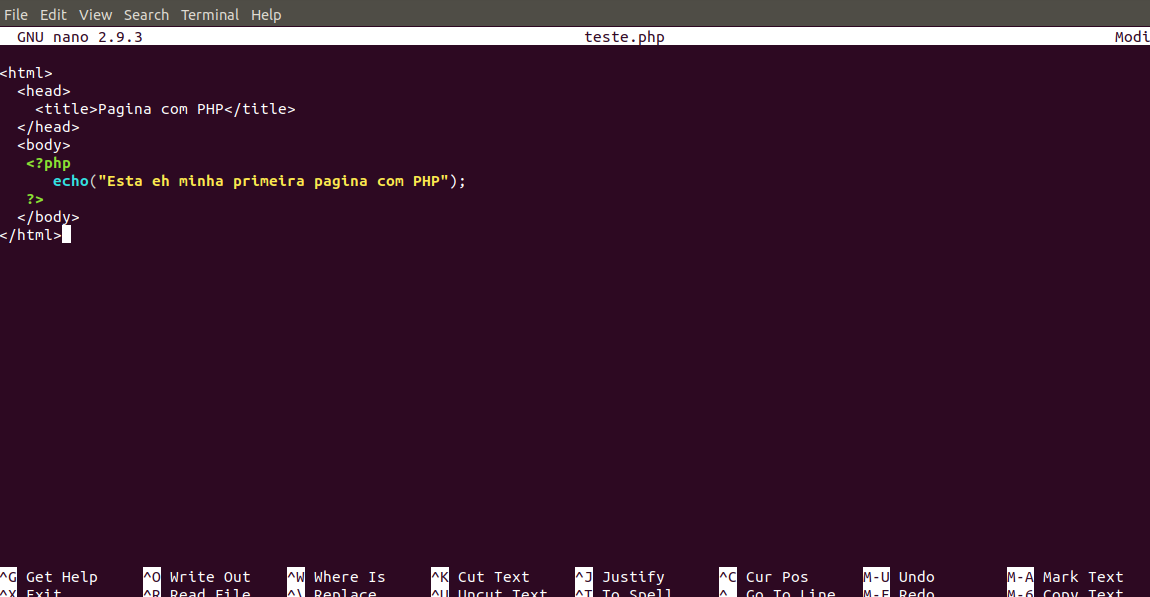 File Edit View Search Terminal Help
GNU nano 2.9.3 teste.php Modi
<html>
<head>
<title>Pagina com PHP</title>
</head>
<body>
<?php
echo("Esta eh minha primeira pagina com PHP");
?>
</body>
</html>
^G Get Help ^O Write Out ^W Where Is ^K Cut Text ^J Justify ^C Cur Pos M-U Undo M-A Mark Text
^X Exit ^R Read File ^\ Replace ^U Uncut Text ^T To Spell ^_ Go To Line M-E Redo M-6 Copy Text